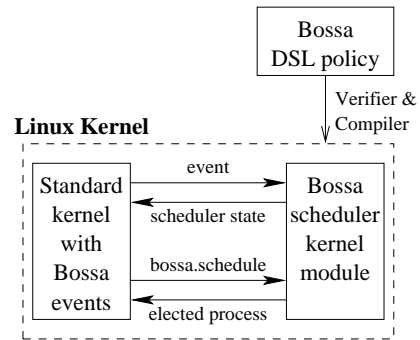 Bossa
DSL policy
Verifier &
Compiler
Linux Kernel
Standard
kernel
with
Bossa
events
event
scheduler state
bossa.schedule
elected process
Bossa
scheduler
kernel
module